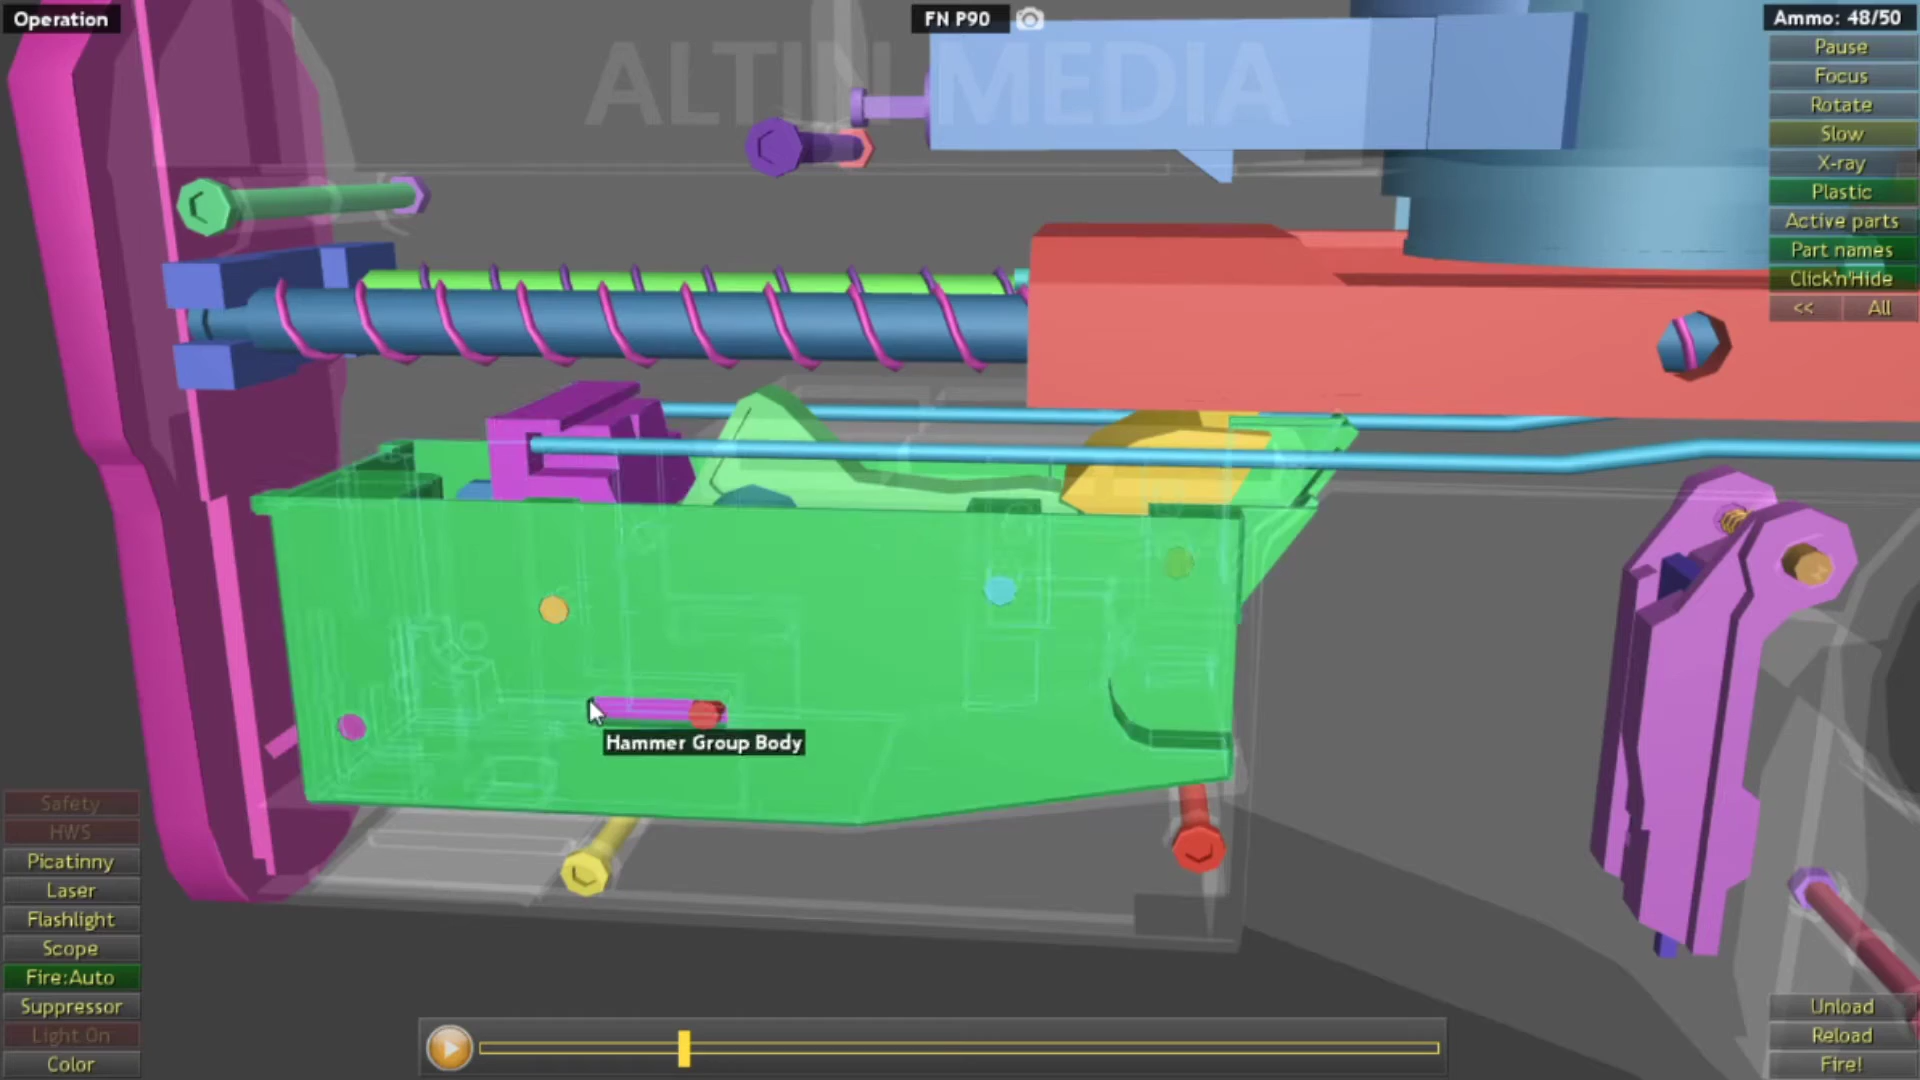 Operation
FN P90
Ammo: 48/50
ALTIN MEDIA
Pause
Focus
Rotate
Slow
X-ray
Plastic
Active parts
Part names
Click'n'Hide
<< All
Hammer Group Body
Safety
HWS
Picatinny
Laser
Flashlight
Scope
Fire:Auto
Suppressor
Light On
Color
Unload
Reload
Fire!